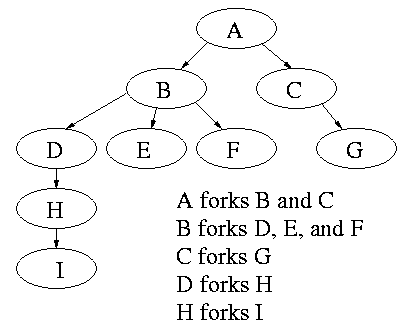 A
B
C
D
E
F
G
H
I
A forks B and C
B forks D, E, and F
C forks G
D forks H
H forks I